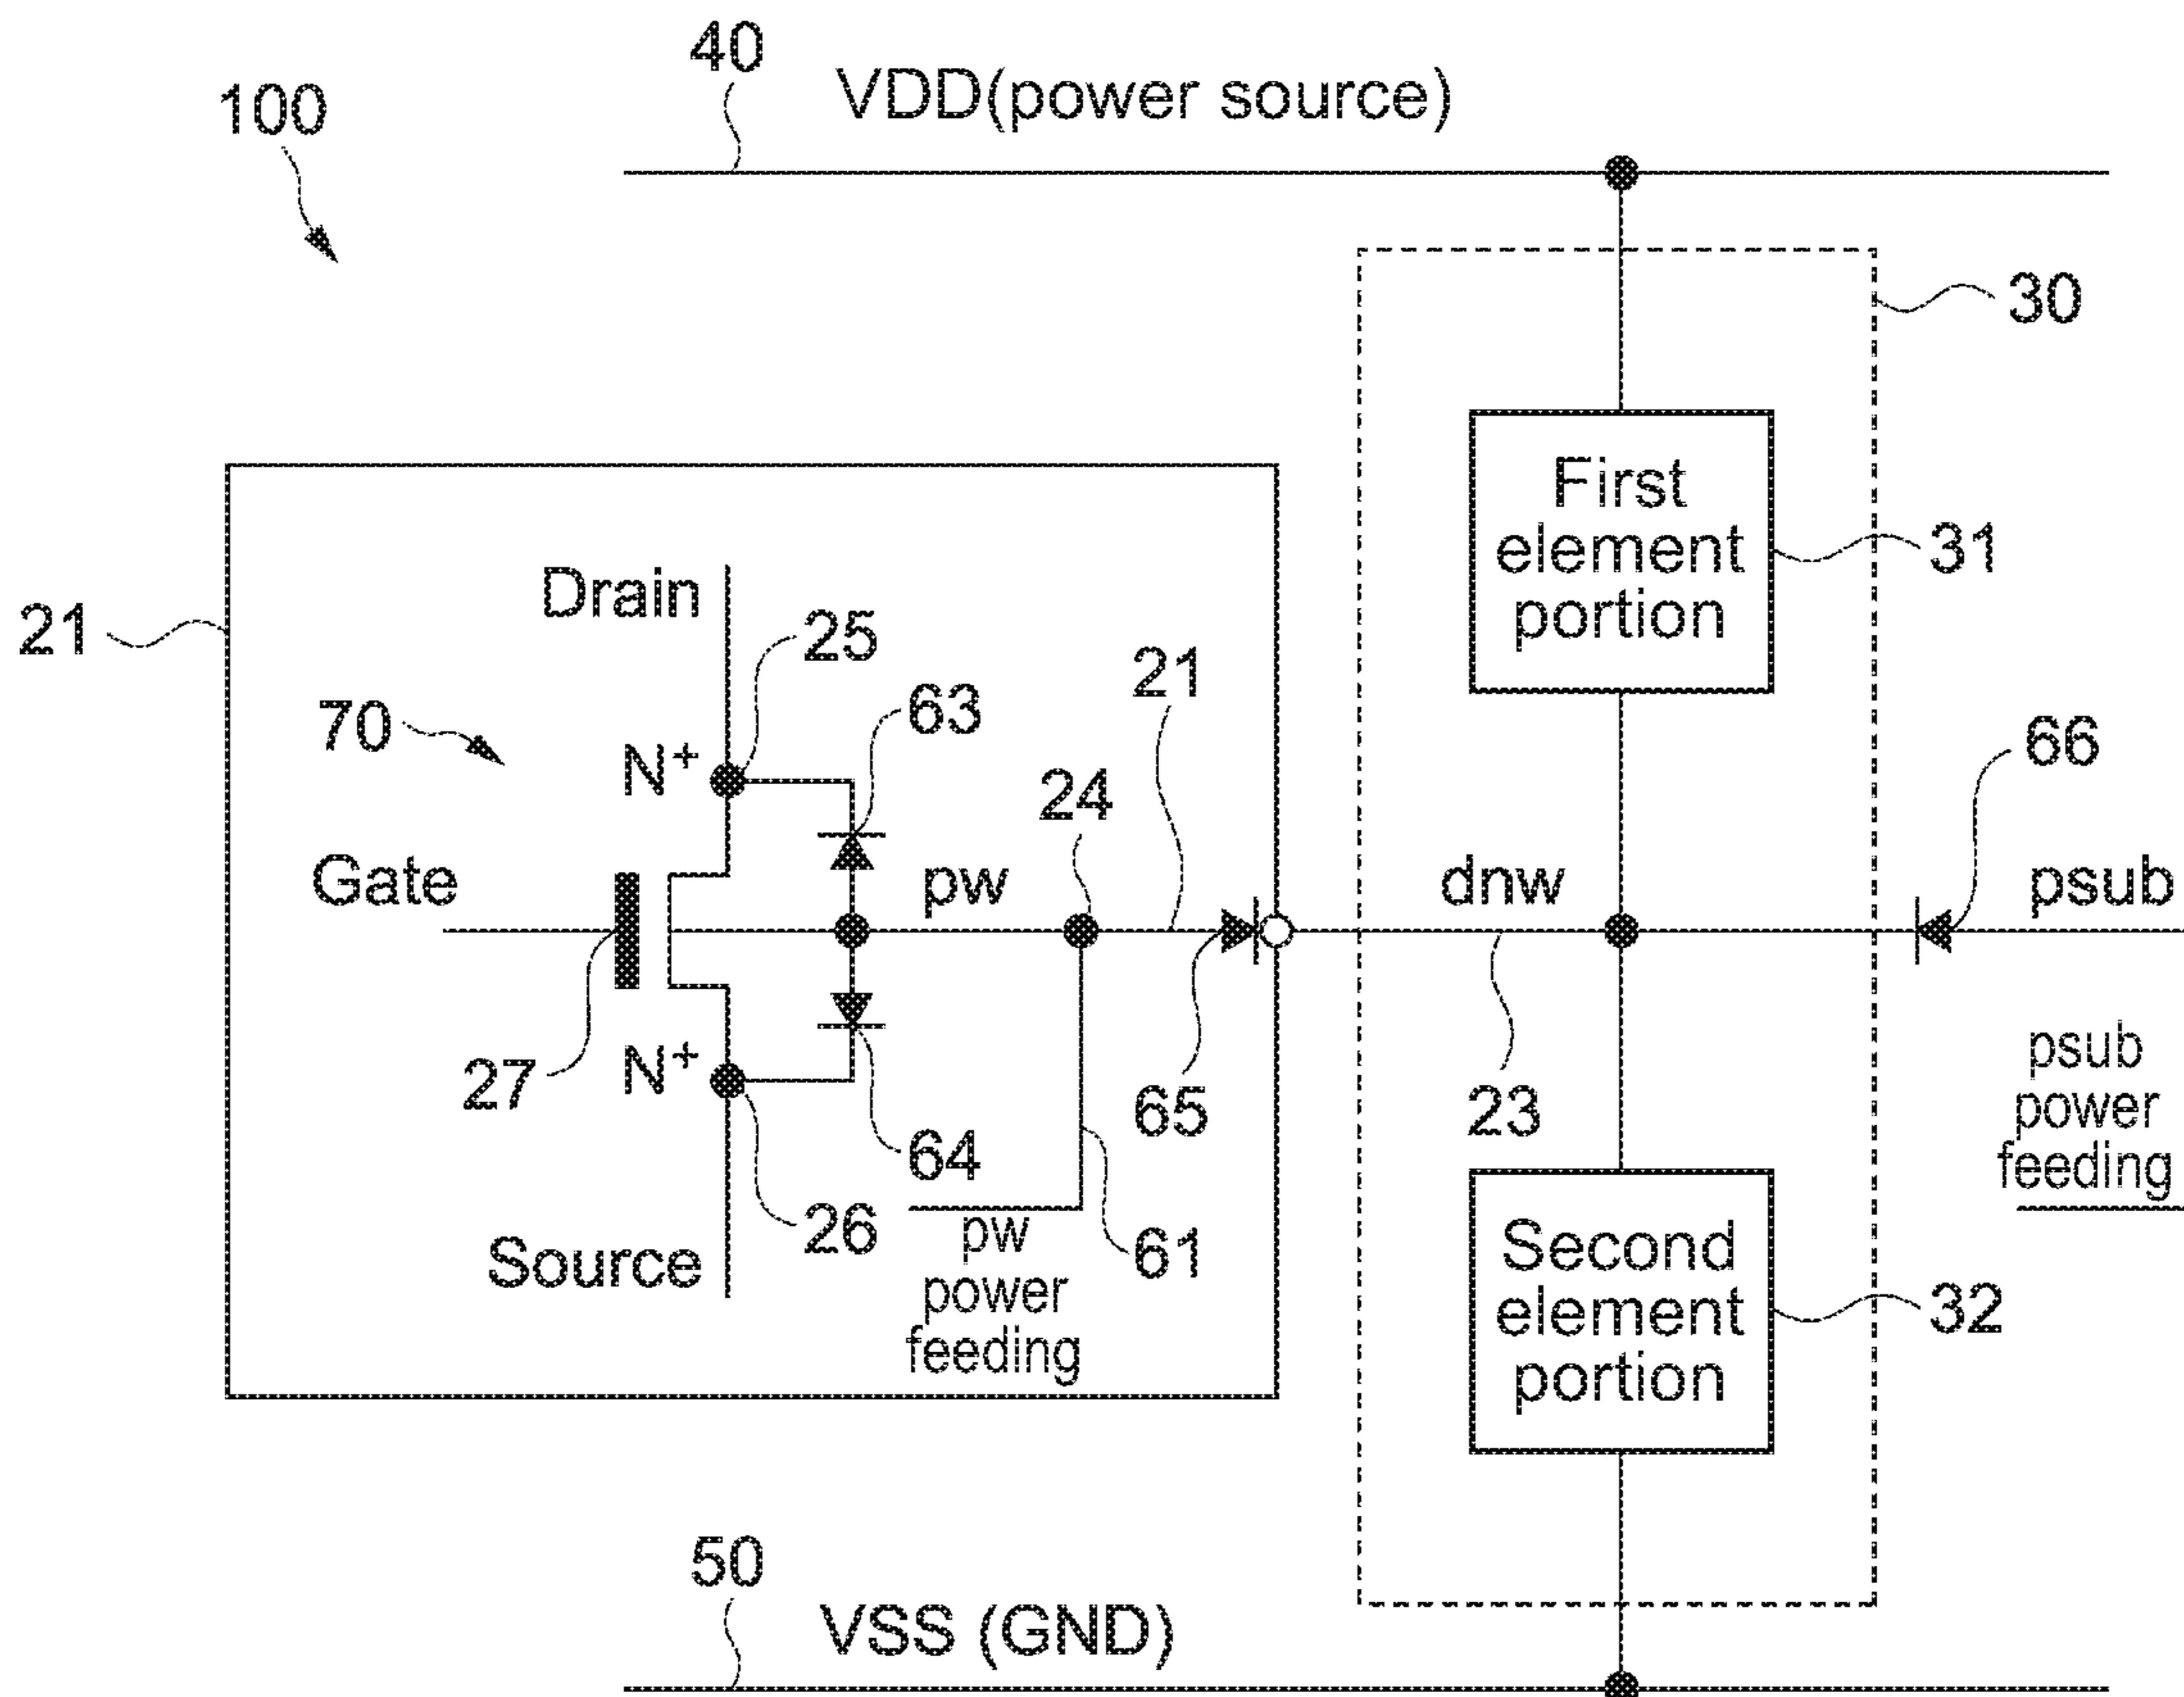 40
VDD(power source)
100
30
First
element
portion
31
Drain
21
25
21
63
70
N+
66
24
Gate
pw
dnw
psub
27
N+
65
23
psub
power
feeding
64
26
Source
pw
power
feeding
61
Second
element
portion
32
50
VSS (GND)